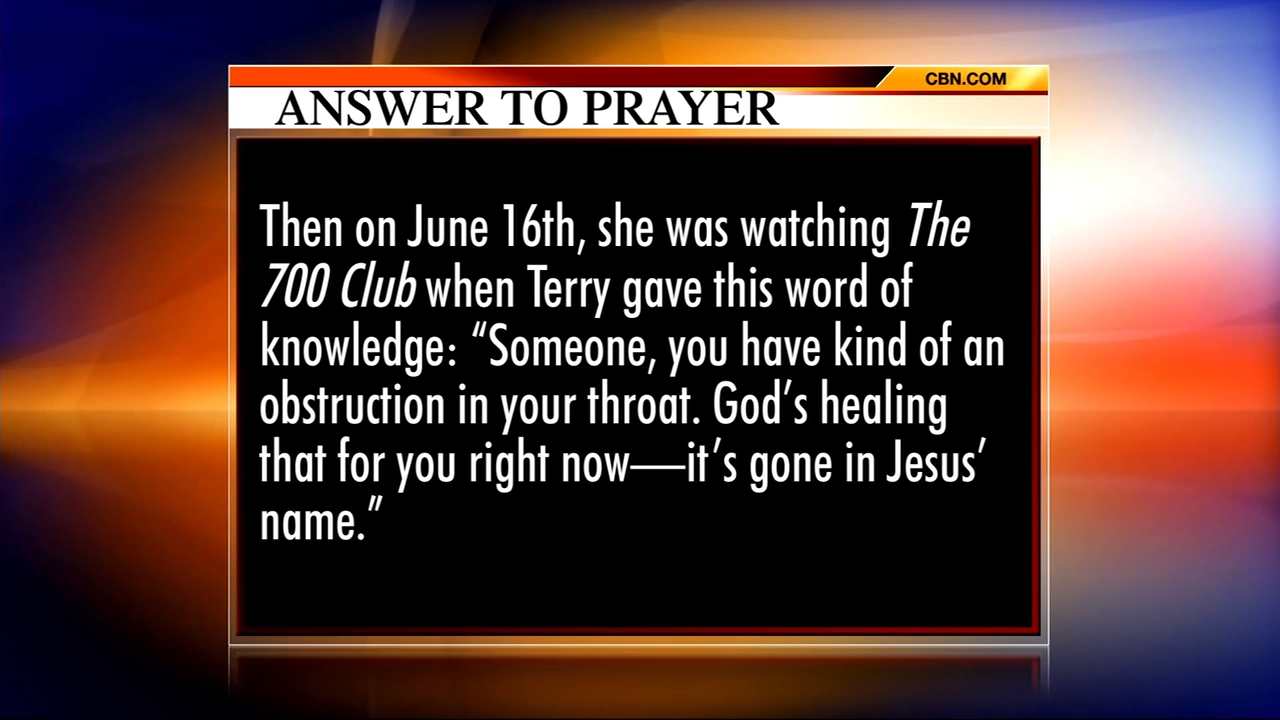 CBN.COM
ANSWER TO PRAYER
Then on June 16th, she was watching The
700 Club when Terry gave this word of
knowledge: “Someone, you have kind of an
obstruction in your throat. God’s healing
that for you right now—it’s gone in Jesus’
name.”